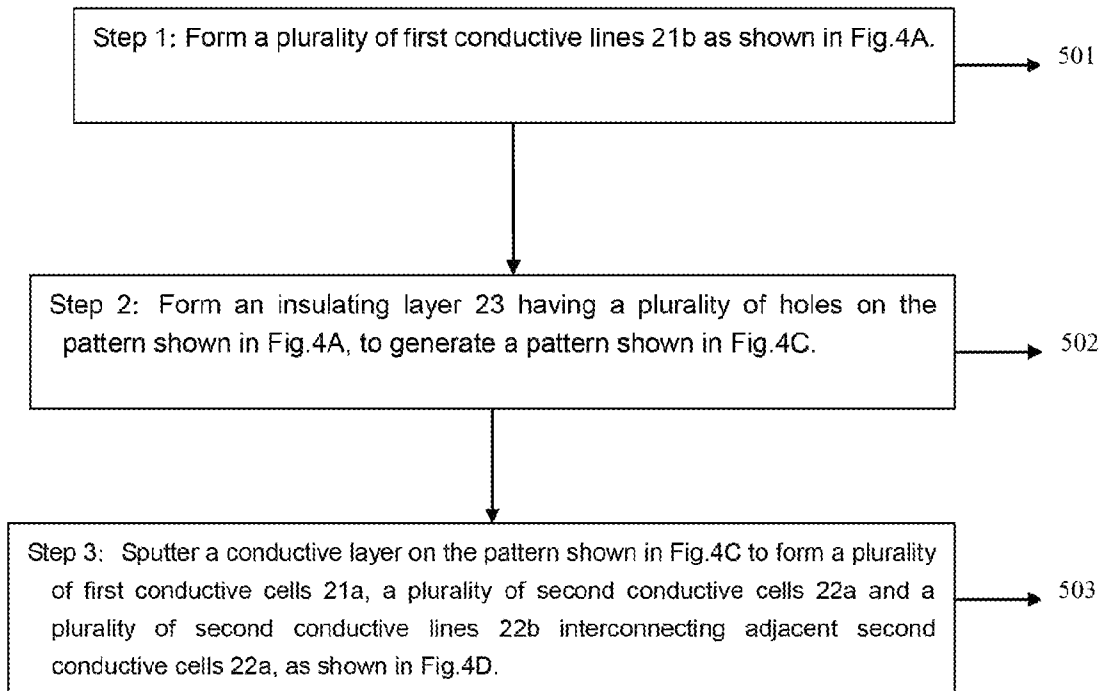 Step 1: Form a plurality of first conductive lines 21b as shown in Fig.4A.
501
Step 2: Form an insulating layer 23 having a plurality of holes on the
pattern shown in Fig.4A, to generate a pattern shown in Fig.4C.
502
Step 3: Sputter a conductive layer on the pattern shown in Fig.4C to form a plurality
of first conductive cells 21a, a plurality of second conductive cells 22a and a
plurality of second conductive lines 22b interconnecting adjacent second
conductive cells 22a, as shown in Fig.4D.
503